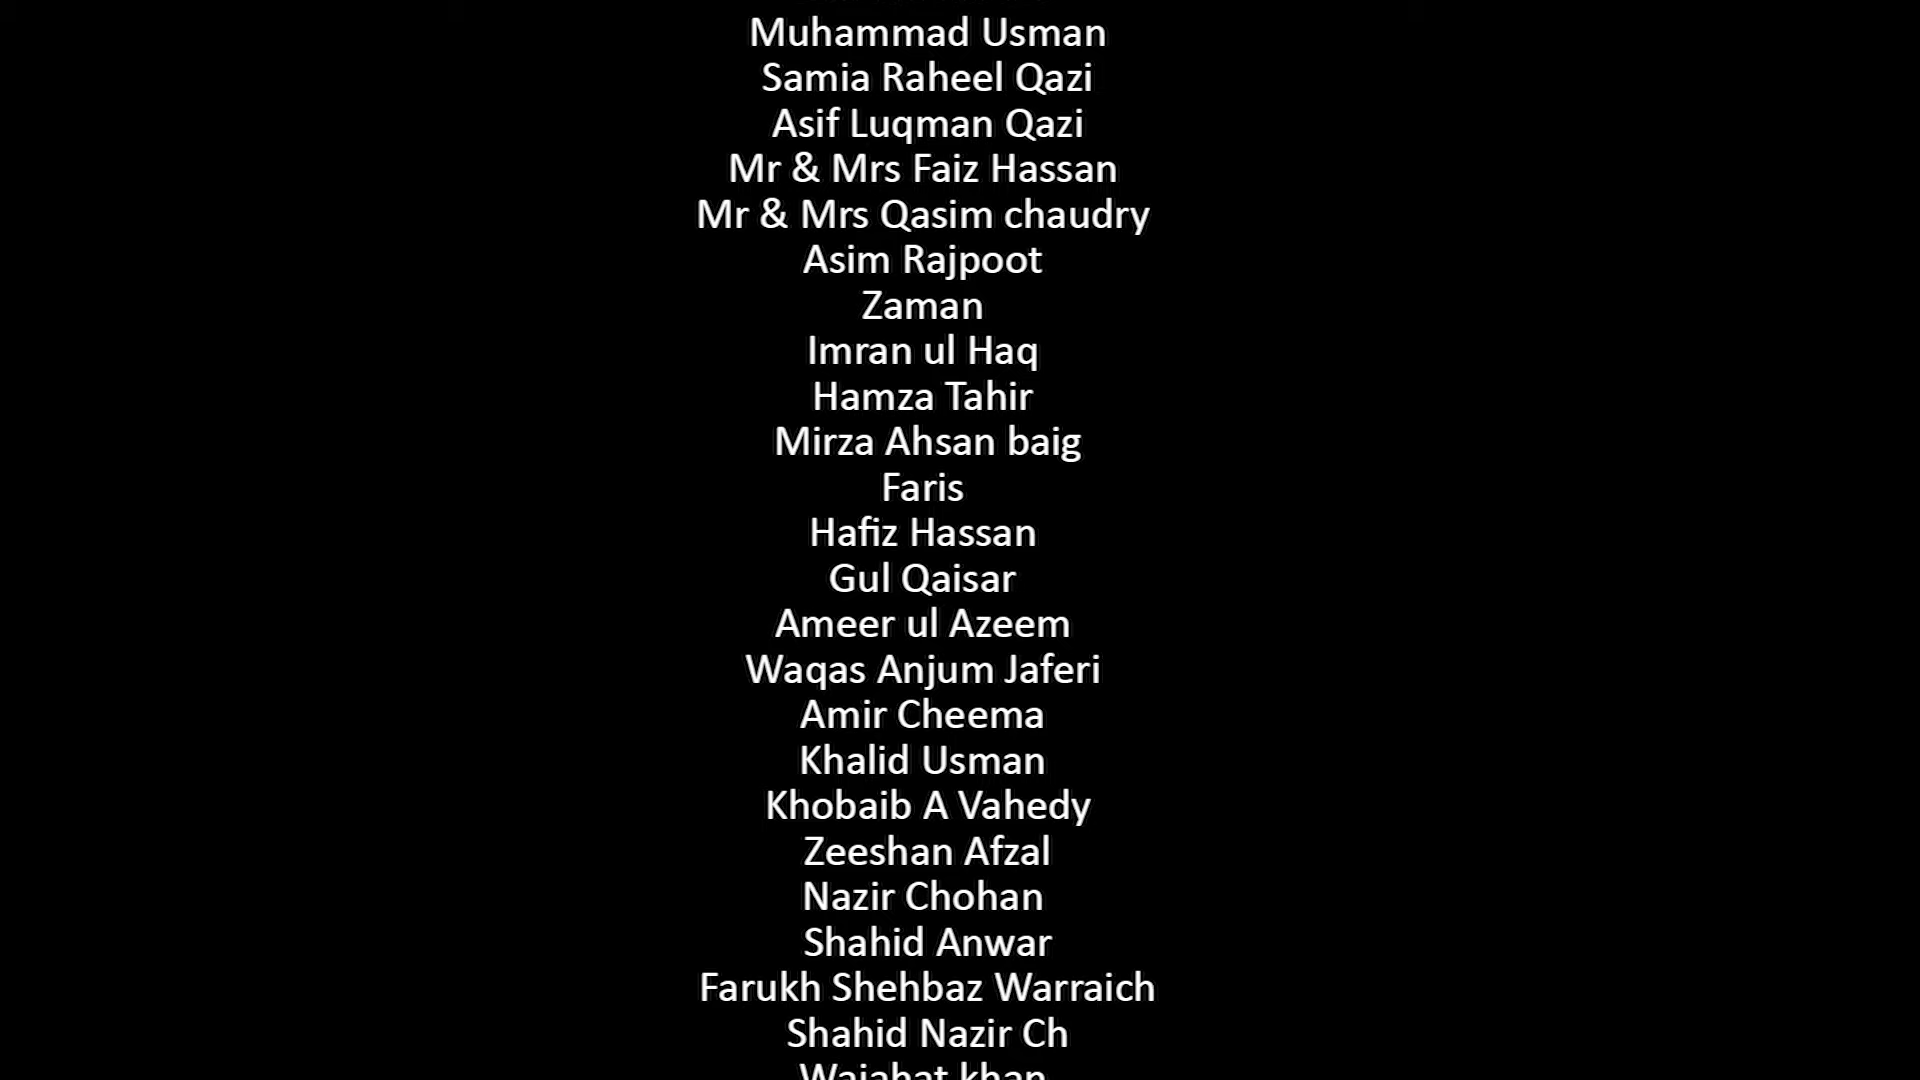 Muhammad Usman
Samia Raheel Qazi
Asif Luqman Qazi
Mr & Mrs Faiz Hassan
Mr & Mrs Qasim chaudry
Asim Rajpoot
Zaman
Imran ul Haq
Hamza Tahir
Mirza Ahsan baig
Faris
Hafiz Hassan
Gul Qaisar
Ameer ul Azeem
Waqas Anjum Jaferi
Amir Cheema
Khalid Usman
Khobaib A Vahedy
Zeeshan Afzal
Nazir Chohan
Shahid Anwar
Farukh Shehbaz Warraich
Shahid Nazir Ch
Wajahat khan